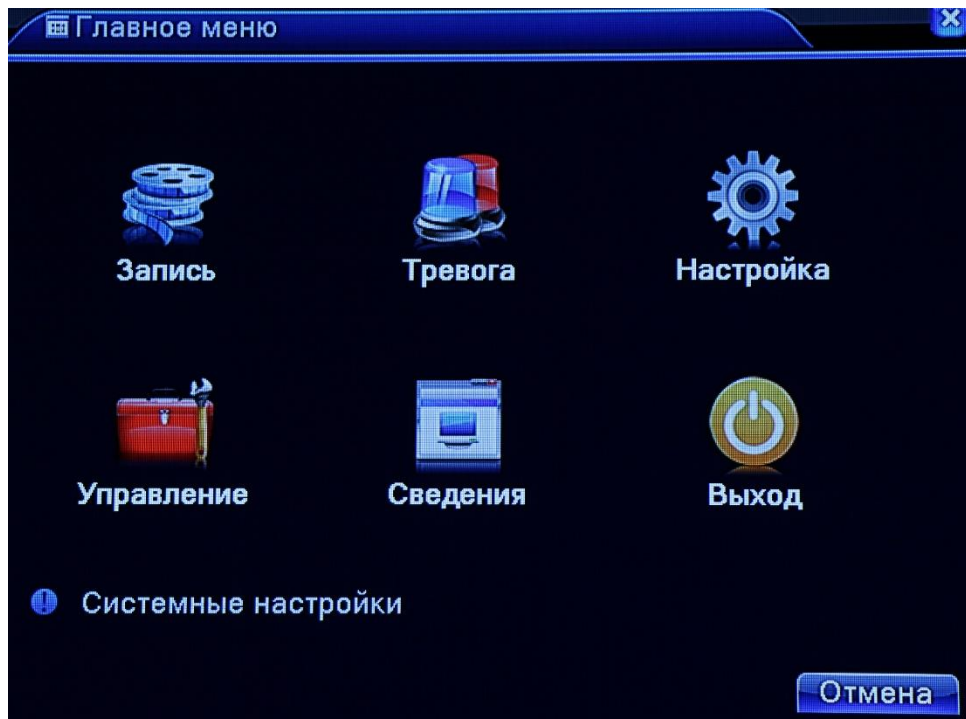 Главное меню
Запись
Тревога
Настройка
Управление
Сведения
Выход
Системные настройки
Отмена